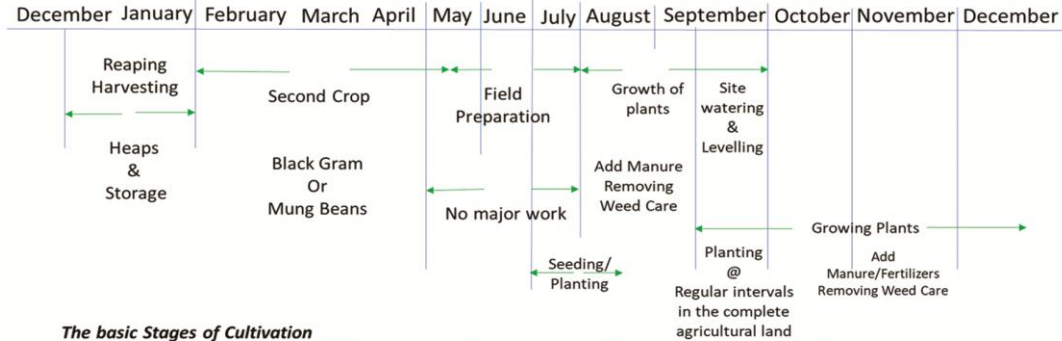 December January February March April May June July August September October November December
Reaping
Harvesting
Second Crop
Field
Preparation
Growth of
plants
Site
watering
&
Levelling
Heaps
&
Storage
Black Gram
Or
Mung Beans
No major work
Add Manure
Removing
Weed Care
Growing Plants
Seeding/
Planting
Planting
@
Regular intervals
in the complete
agricultural land
Add
Manure/Fertilizers
Removing Weed Care
The basic Stages of Cultivation